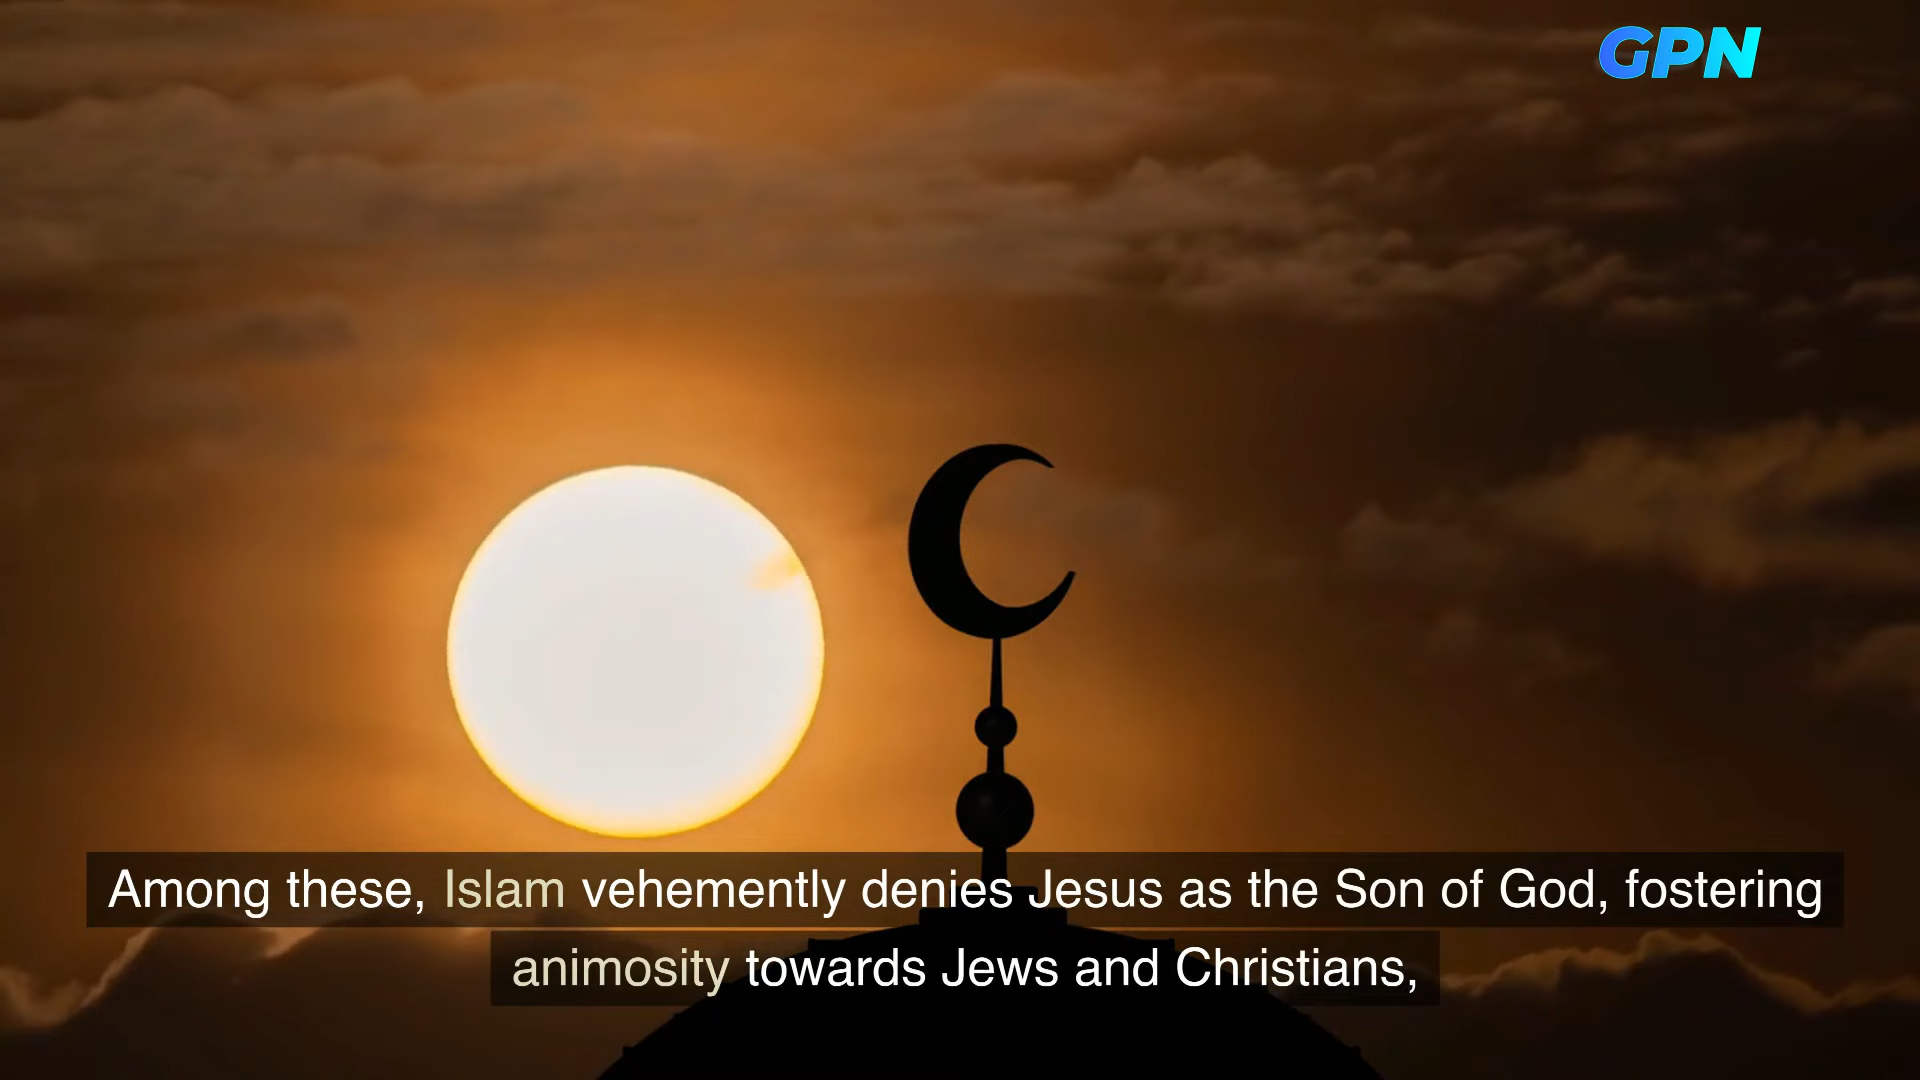 GPN
Among these, Islam vehemently denies Jesus as the Son of God, fostering
animosity towards Jews and Christians,